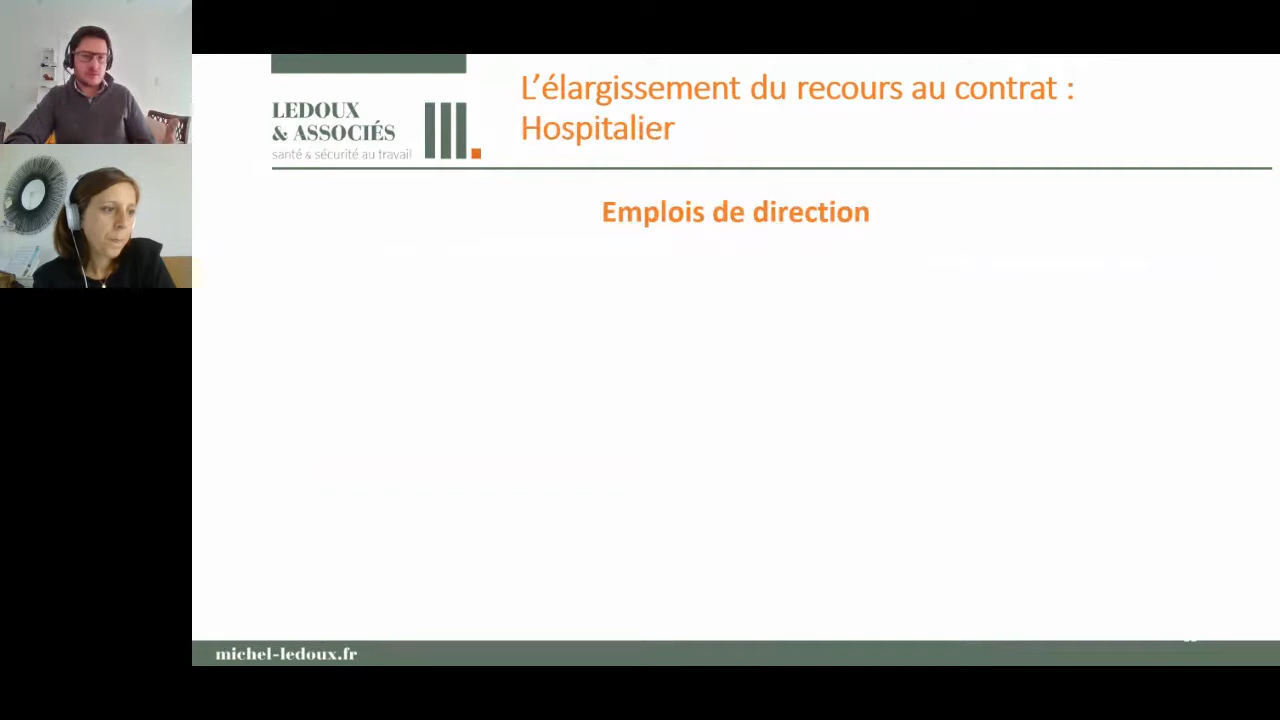 LEDOUX
& ASSOCIÉS
santé & sécurité au travail
L’élargissement du recours au contrat :
Hospitalier
Emplois de direction
michel-ledoux.fr